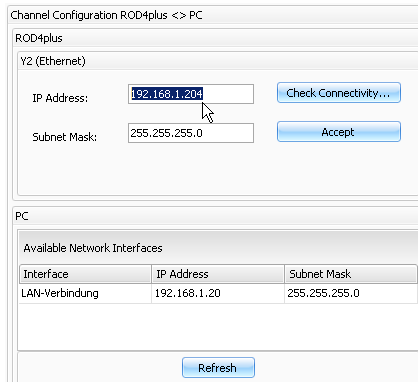 Channel Configuration ROD4plus <> PC
ROD4plus
Y2 (Ethernet)
IP Address: 192.168.1.204 Check Connectivity...
Subnet Mask: 255.255.255.0 Accept
PC
Available Network Interfaces
Interface IP Address Subnet Mask
LAN-Verbindung 192.168.1.20 255.255.255.0
Refresh